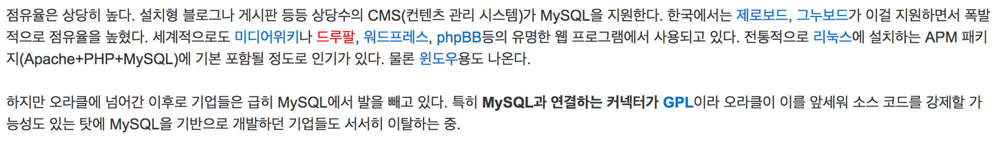 점유율은 상당히 높다. 설치형 블로그나 게시판 등등 상당수의 CMS(컨텐츠 관리 시스템)가 MySQL을 지원한다. 한국에서는 제로보드, 그누보드가 이걸 지원하면서 폭발
적으로 점유율을 높혔다. 세계적으로도 미디어위키나 드루팔, 워드프레스, phpBB등의 유명한 웹 프로그램에서 사용되고 있다. 전통적으로 리눅스에 설치하는 APM 패키
지(Apache+PHP+MySQL)에 기본 포함될 정도로 인기가 있다. 물론 윈도우용도 나온다.
하지만 오라클에 넘어간 이후로 기업들은 급히 MySQL에서 발을 빼고 있다. 특히 MySQL과 연결하는 커넥터가 GPL이라 오라클이 이를 앞세워 소스 코드를 강제할 가
능성도 있는 탓에 MySQL을 기반으로 개발하던 기업들도 서서히 이탈하는 중.